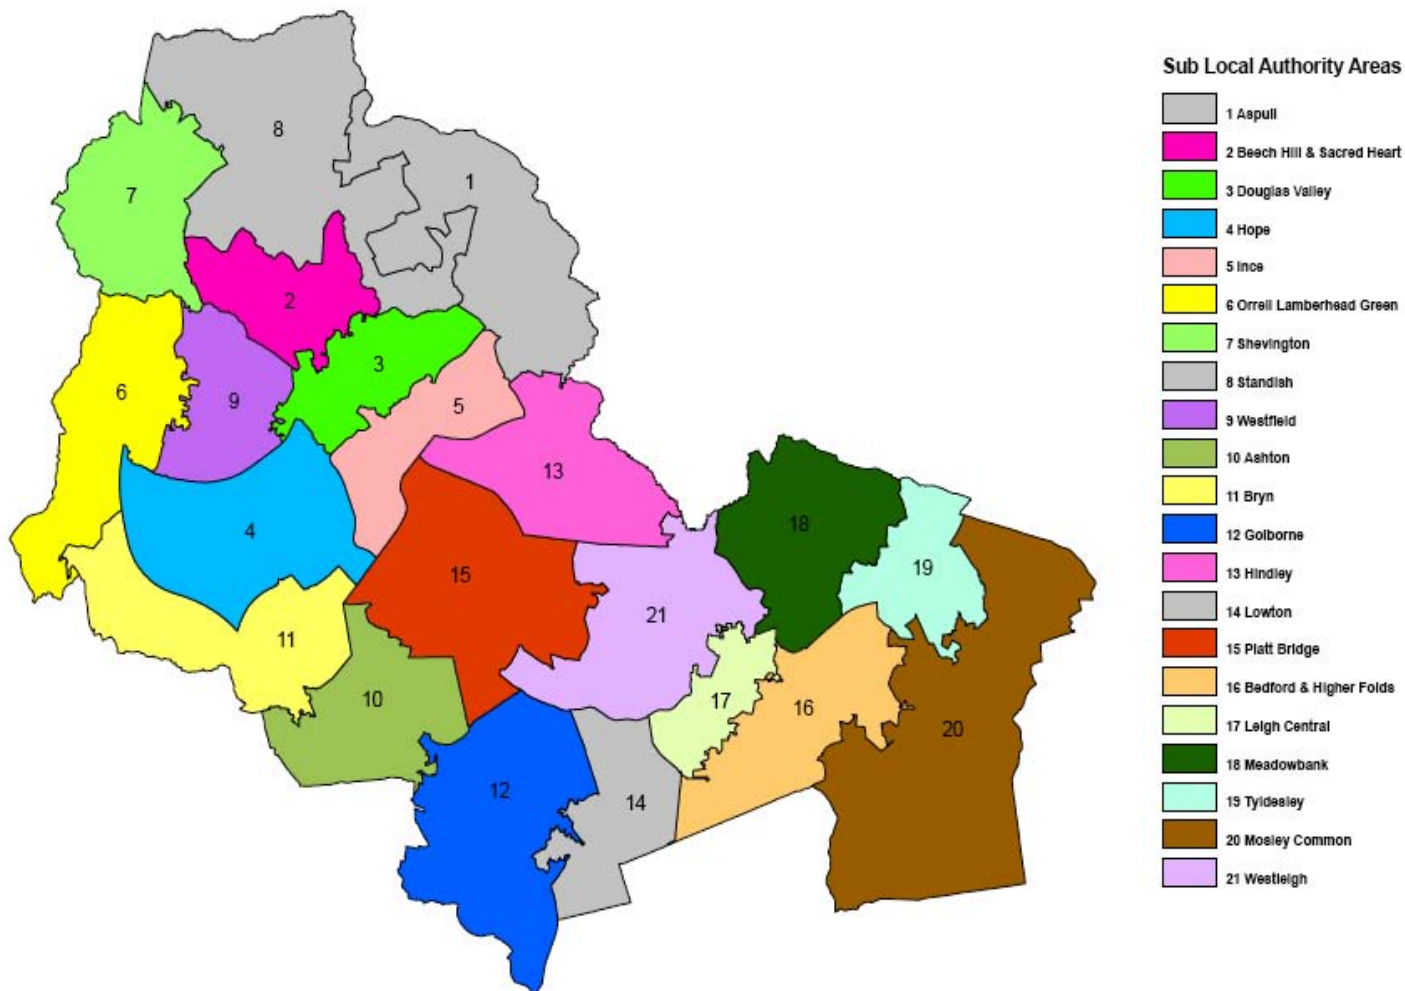 Sub Local Authority Areas
1 Aspull
2 Beech Hill & Sacred Heart
3 Douglas Valley
4 Hope
5 Ince
6 Orrell Lamberhead Green
7 Shevington
8 Standish
9 Westfield
10 Ashton
11 Bryn
12 Golborne
13 Hindley
14 Lowton
15 Platt Bridge
16 Bedford & Higher Folds
17 Leigh Central
18 Meadowbank
19 Tyldesley
20 Mosley Common
21 Westleigh
8
1
7
2
3
6
9
5
13
4
18
15
19
21
11
10
17
16
20
12
14